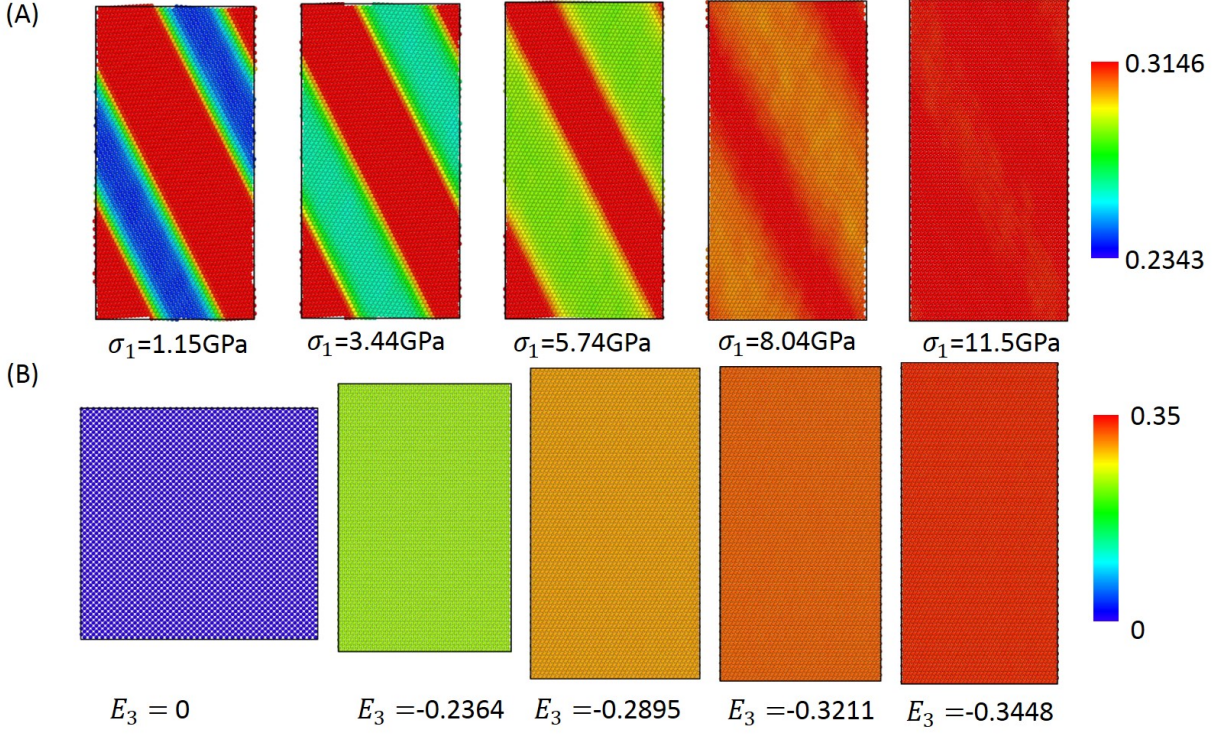 (A)
0.3146
0.2343
σ₁=1.15GPa
σ₁=3.44GPa
σ₁=5.74GPa
σ₁=8.04GPa
σ₁=11.5GPa
(B)
0.35
0
E₃ = 0
E₃ =-0.2364
E₃ =-0.2895
E₃ =-0.3211
E₃ =-0.3448